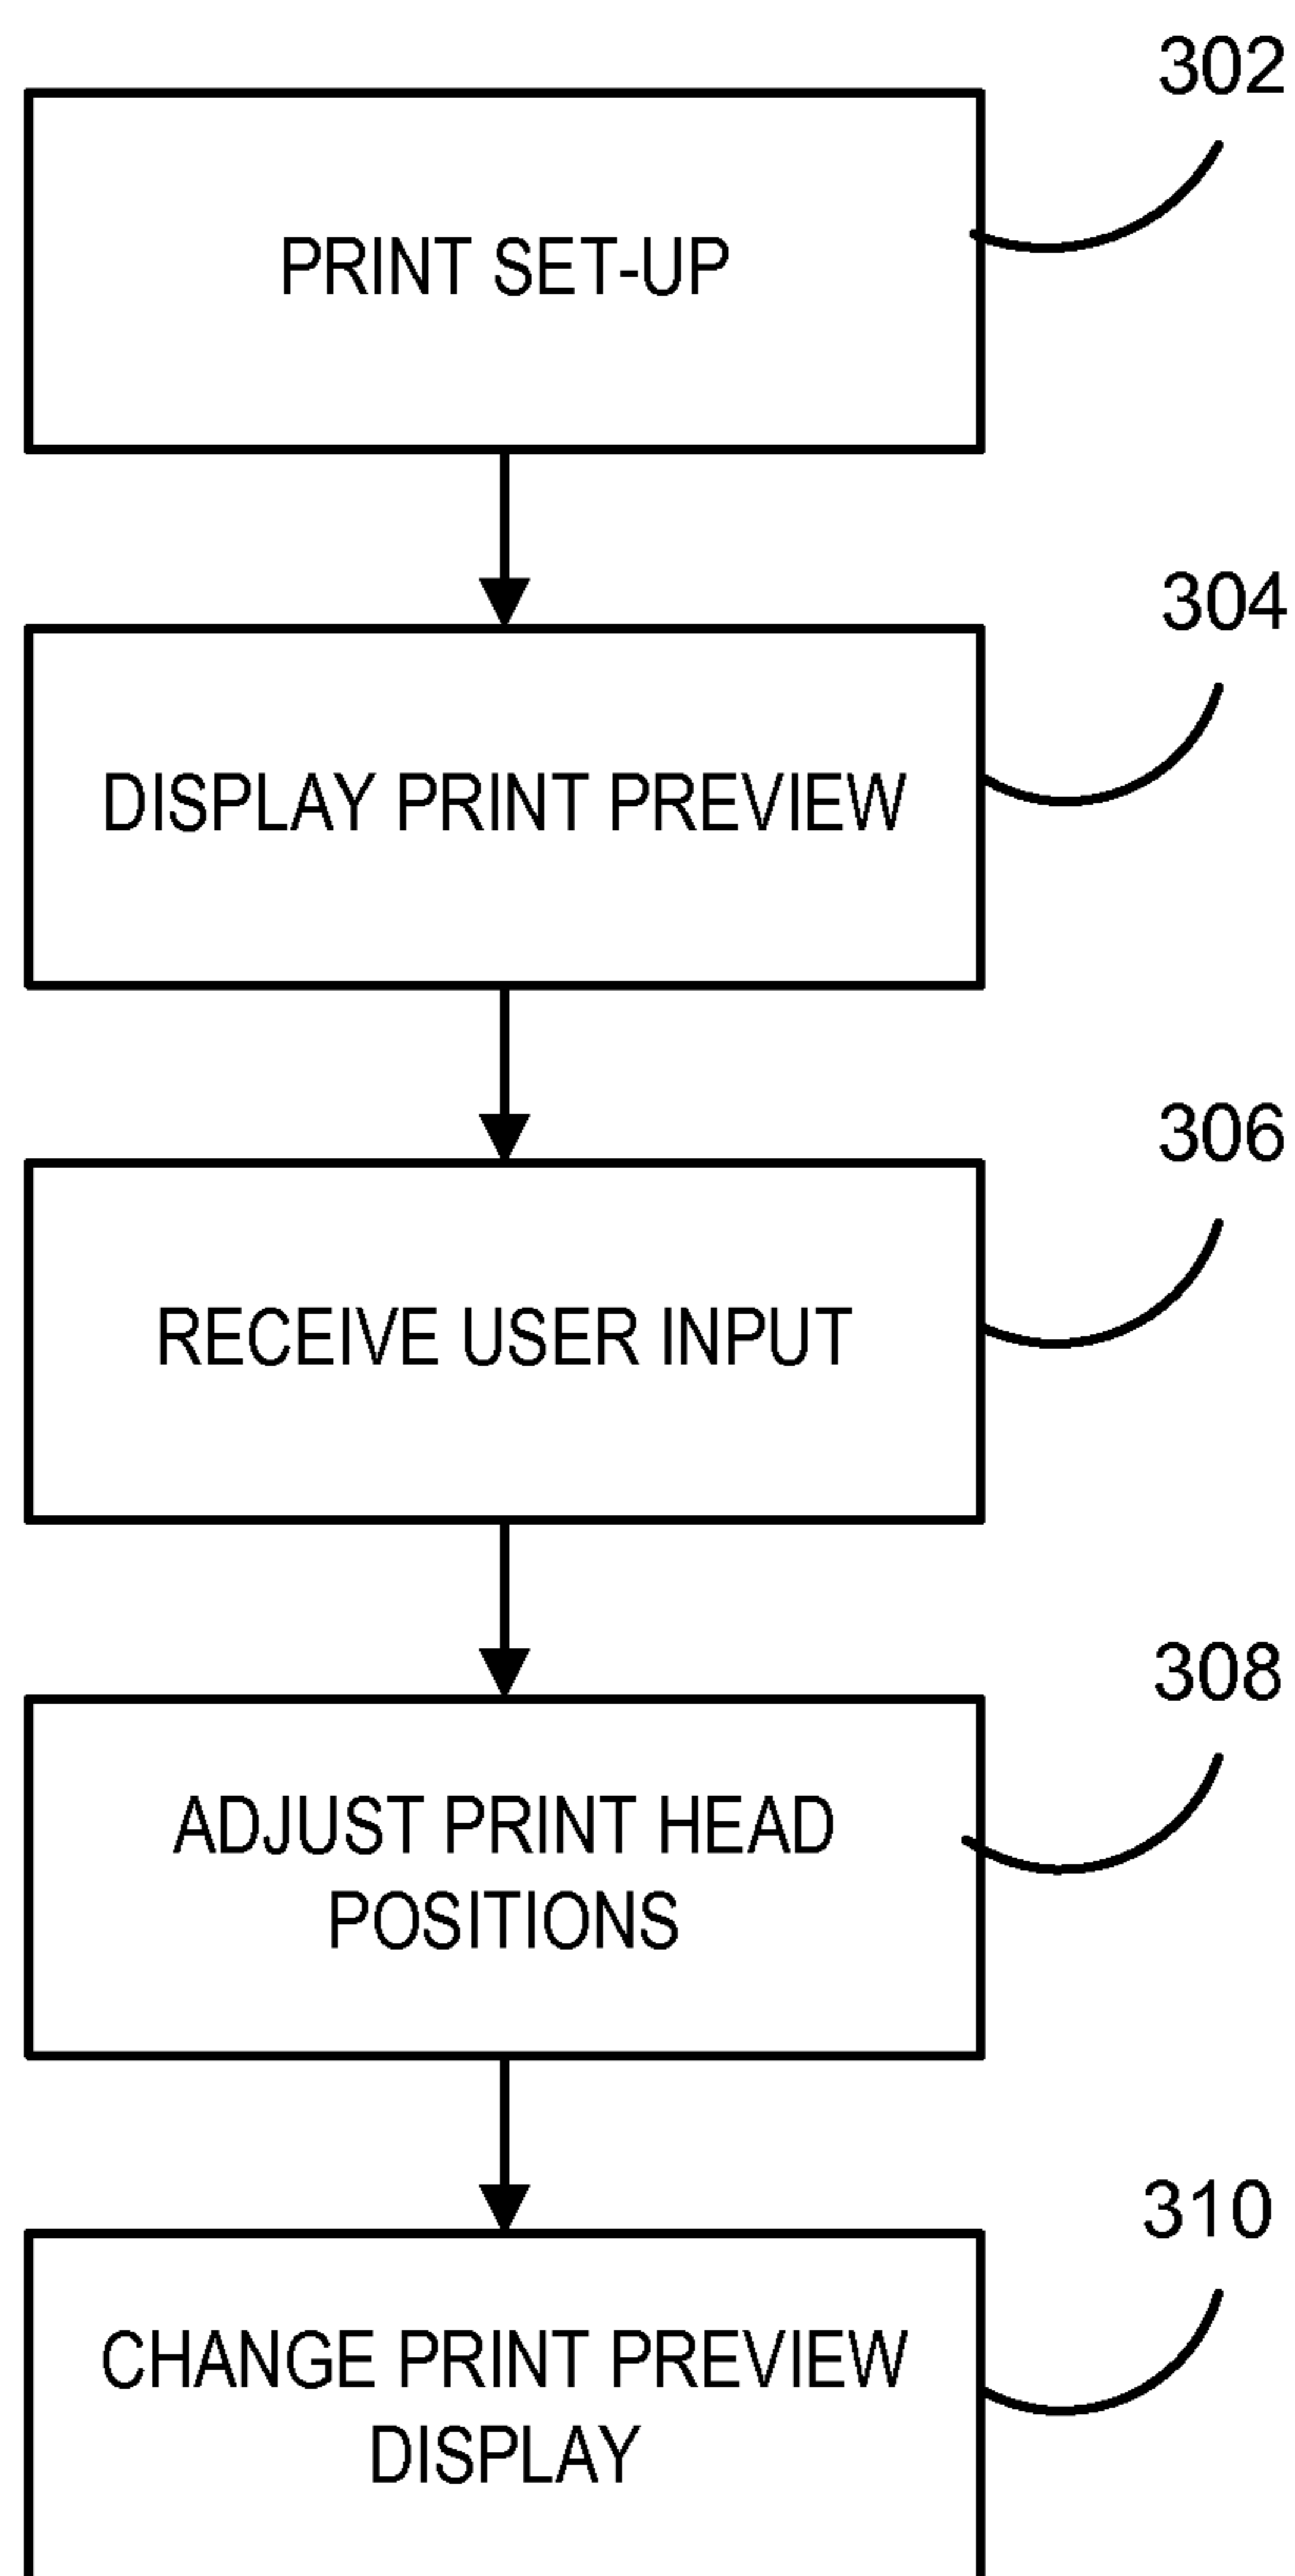 302
PRINT SET-UP
304
DISPLAY PRINT PREVIEW
306
RECEIVE USER INPUT
308
ADJUST PRINT HEAD
POSITIONS
310
CHANGE PRINT PREVIEW
DISPLAY